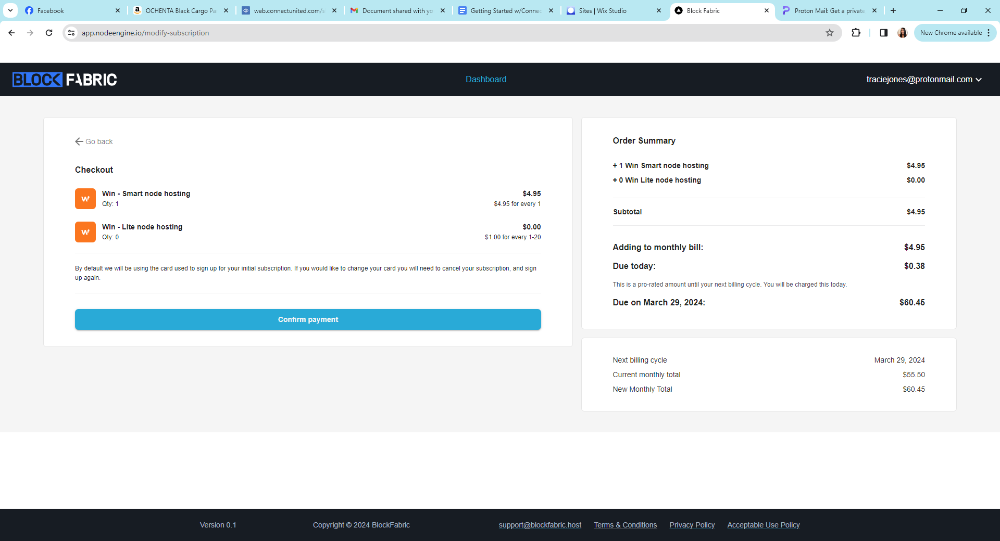 Facebook
OCHENTA Black Cargo Pa
web.connectunited.com/s
Document shared with yo
Getting Started w/Connec
Sites | Wix Studio
Block Fabric
Proton Mail: Get a private
app.nodeengine.io/modify-subscription
New Chrome available
BLOCK FABRIC
Dashboard
traciejones@protonmail.com
Go back
Checkout
Win - Smart node hosting
$4.95
Qty: 1
$4.95 for every 1
Win - Lite node hosting
$0.00
Qty: 0
$1.00 for every 1-20
By default we will be using the card used to sign up for your initial subscription. If you would like to change your card you will need to cancel your subscription, and sign
up again.
Confirm payment
Order Summary
+ 1 Win Smart node hosting
$4.95
+ 0 Win Lite node hosting
$0.00
Subtotal
$4.95
Adding to monthly bill:
$4.95
Due today:
$0.38
This is a pro-rated amount until your next billing cycle. You will be charged this today.
Due on March 29, 2024:
$60.45
Next billing cycle
March 29, 2024
Current monthly total
$55.50
New Monthly Total
$60.45
Version 0.1
Copyright © 2024 BlockFabric
support@blockfabric.host
Terms & Conditions
Privacy Policy
Acceptable Use Policy